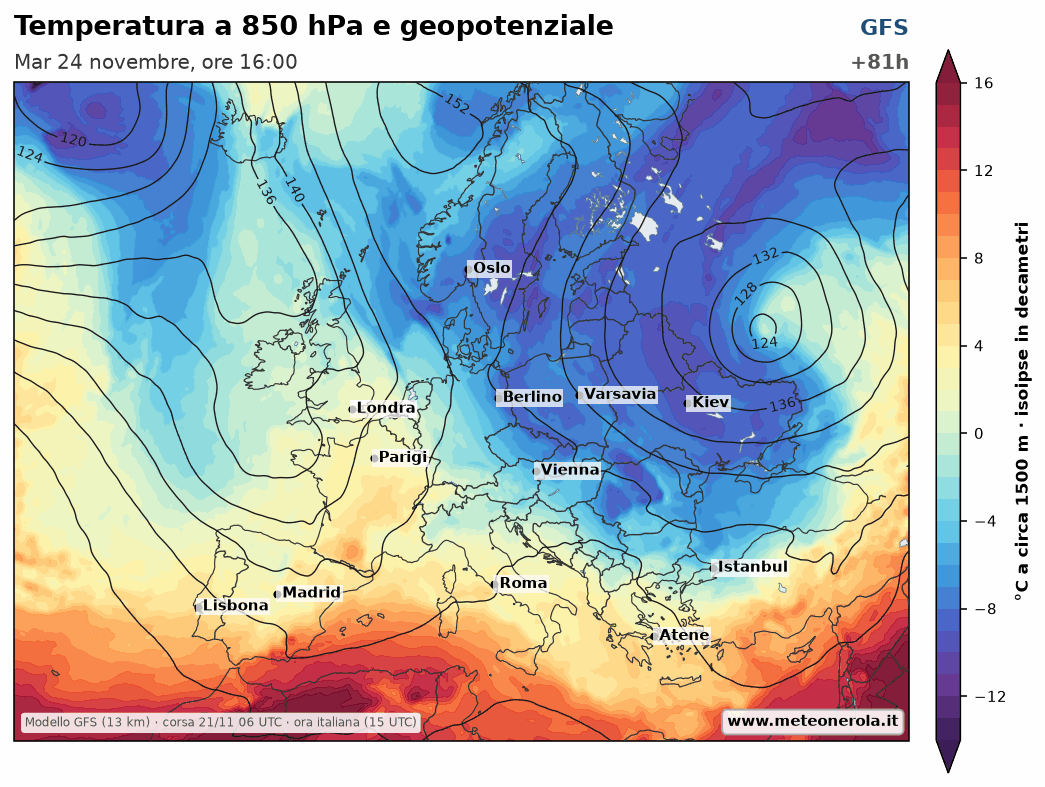 Temperatura a 850 hPa e geopotenziale
GFS
Mar 24 novembre, ore 16:00
+81h
152
120
124
136
140
132
128
124
136
Oslo
Londra
Berlino
Varsavia
Kiev
Parigi
Vienna
Istanbul
Roma
Madrid
Lisbona
Atene
Modello GFS (13 km) · corsa 21/11 06 UTC · ora italiana (15 UTC)
www.meteonerola.it
16
12
8
4
0
−4
−8
−12
°C a circa 1500 m · isoipse in decametri